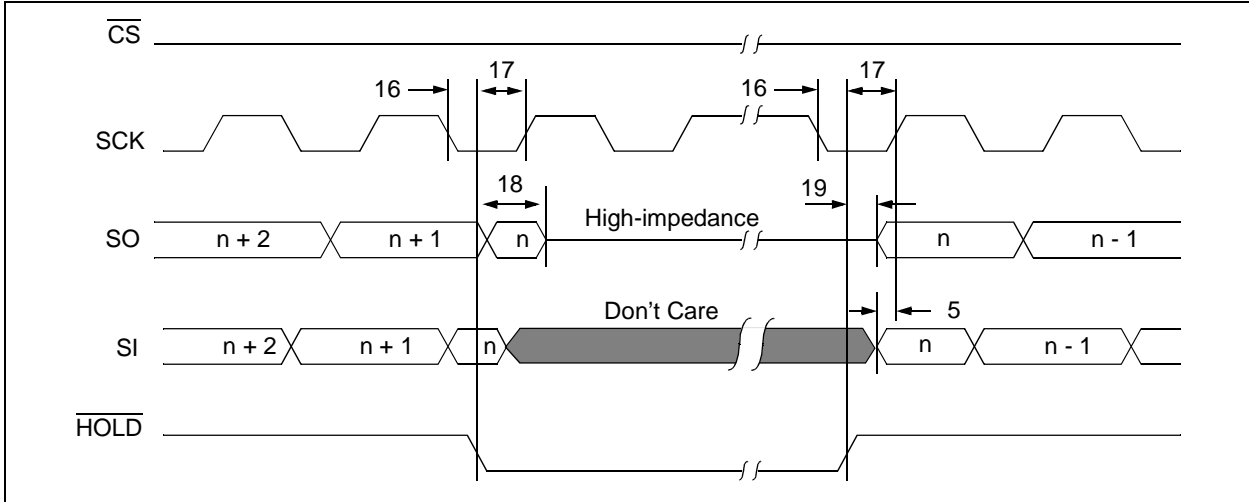 CS
16 17 16 17
SCK
18 19
High-impedance
SO n + 2 n + 1 n n n - 1
Don't Care 5
SI n + 2 n + 1 n n n - 1
HOLD